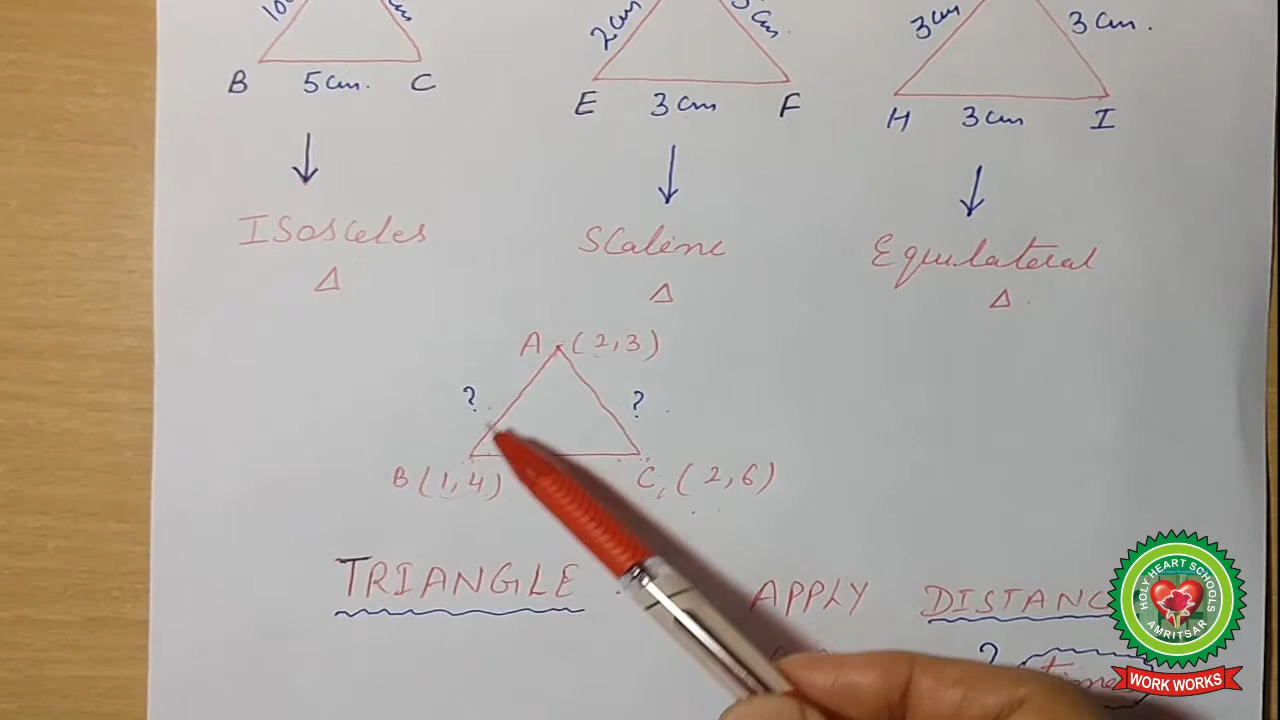 2cm 3cm 3cm.
B 5cm. C E 3cm F H 3cm I
Isosceles Scalene Equilateral
Δ Δ Δ.
A (2,3)
? ?
B (1,4) C, (2,6)
TRIANGLE APPLY
?
HOLY HEART SCHOOLS
AMRITSAR
WORK WORKS